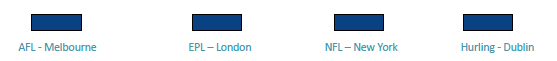 AFL - Melbourne
EPL – London
NFL – New York
Hurling - Dublin